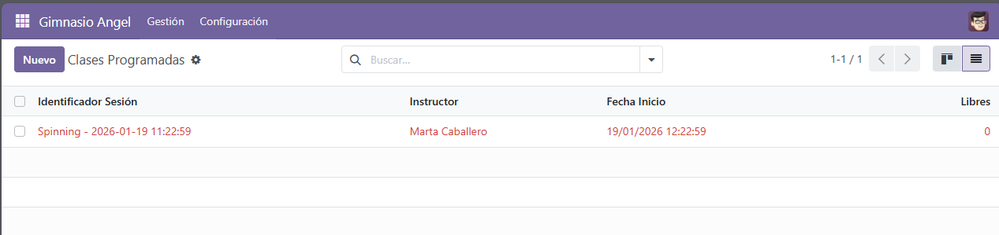 Gimnasio Angel Gestión Configuración
Nuevo Clases Programadas Buscar... 1-1 / 1
Identificador Sesión Instructor Fecha Inicio Libres
Spinning - 2026-01-19 11:22:59 Marta Caballero 19/01/2026 12:22:59 0